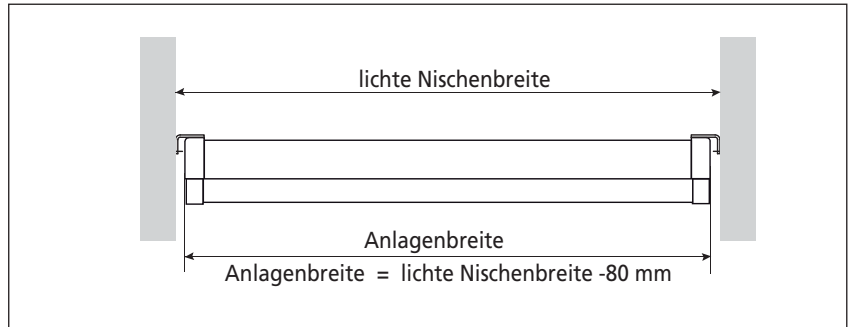 lichte Nischenbreite
Anlagenbreite
Anlagenbreite = lichte Nischenbreite -80 mm